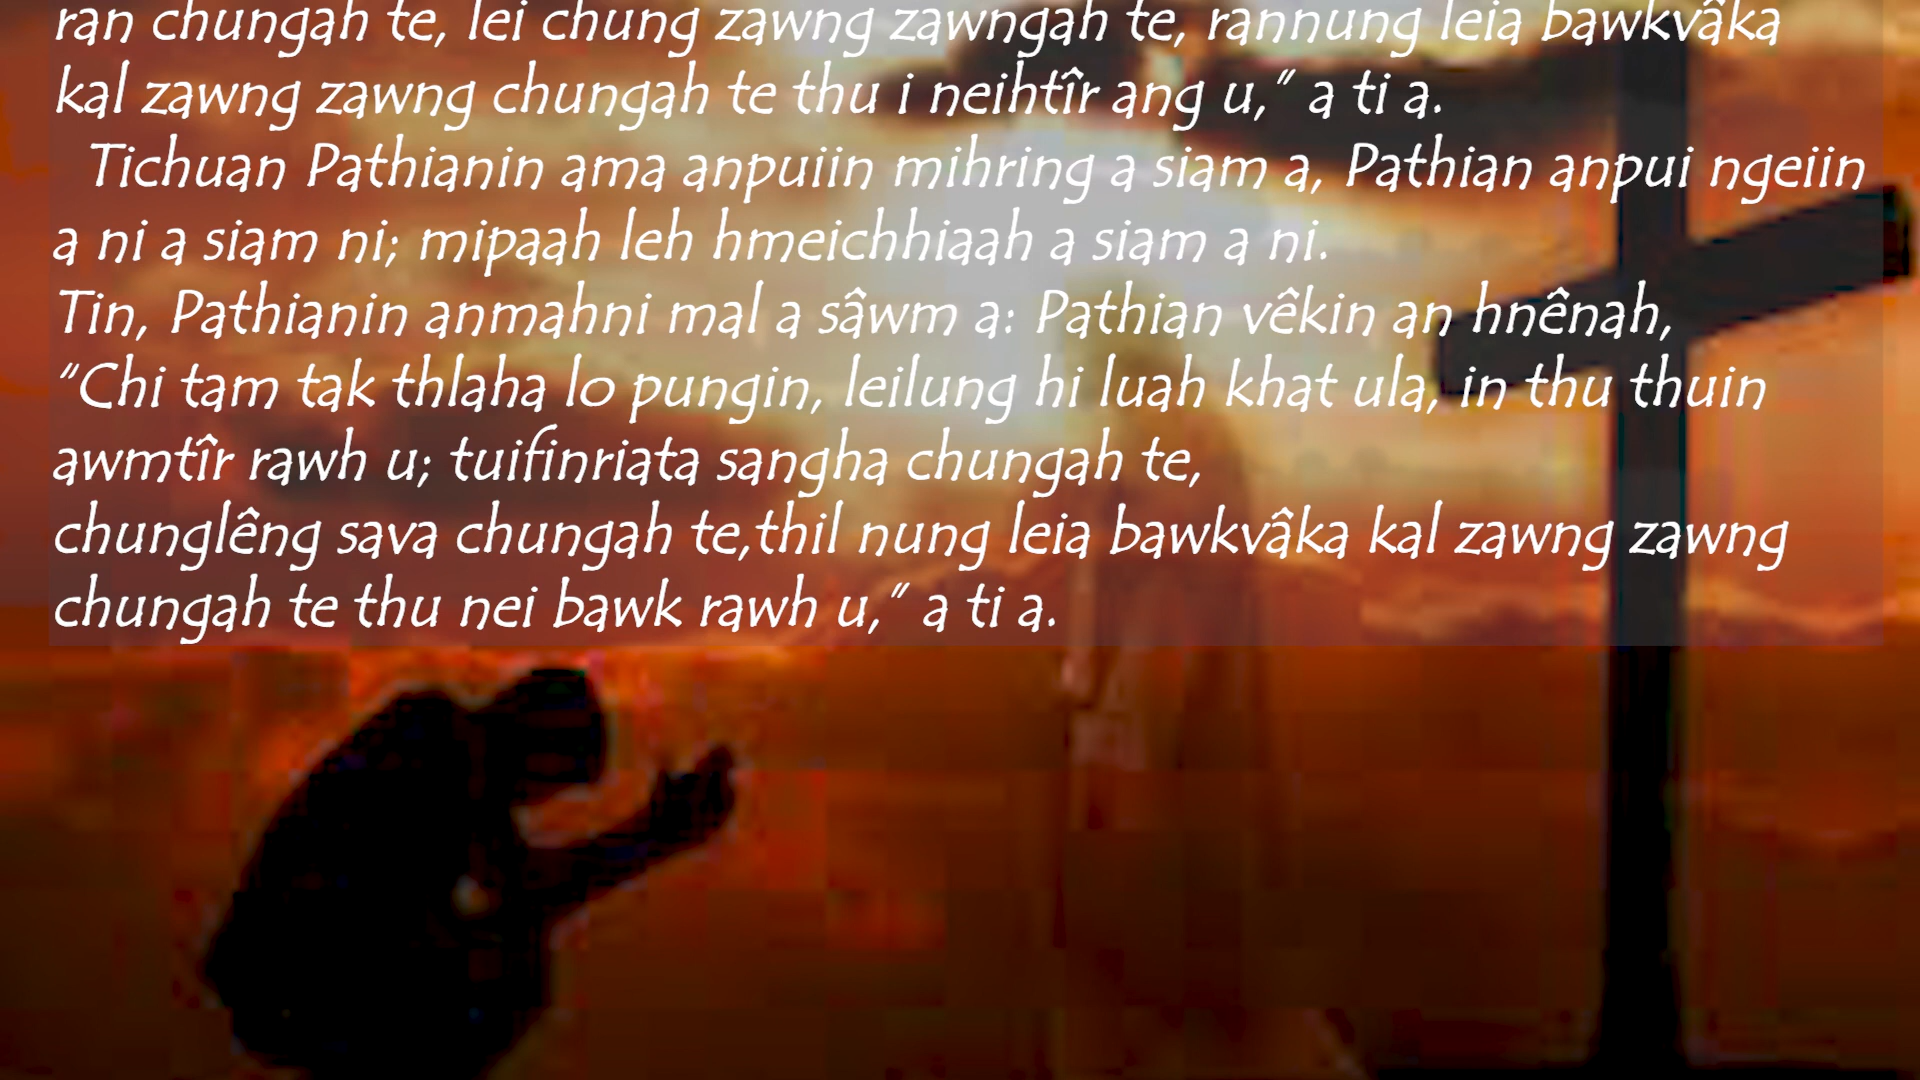 ran chungah te, lei chung zawng zawngah te, rannung leia bawkvâka
kal zawng zawng chungah te thu i neihtîr ang u,” a ti a.
Tichuan Pathianin ama anpuiin mihring a siam a, Pathian anpui ngeiin
a ni a siam ni; mipaah leh hmeichhiaah a siam a ni.
Tin, Pathianin anmahni mal a sâwm a: Pathian vêkin an hnênah,
“Chi tam tak thlaha lo pungin, leilung hi luah khat ula, in thu thuin
awmtîr rawh u; tuifinriata sangha chungah te,
chunglêng sava chungah te,thil nung leia bawkvâka kal zawng zawng
chungah te thu nei bawk rawh u,” a ti a.